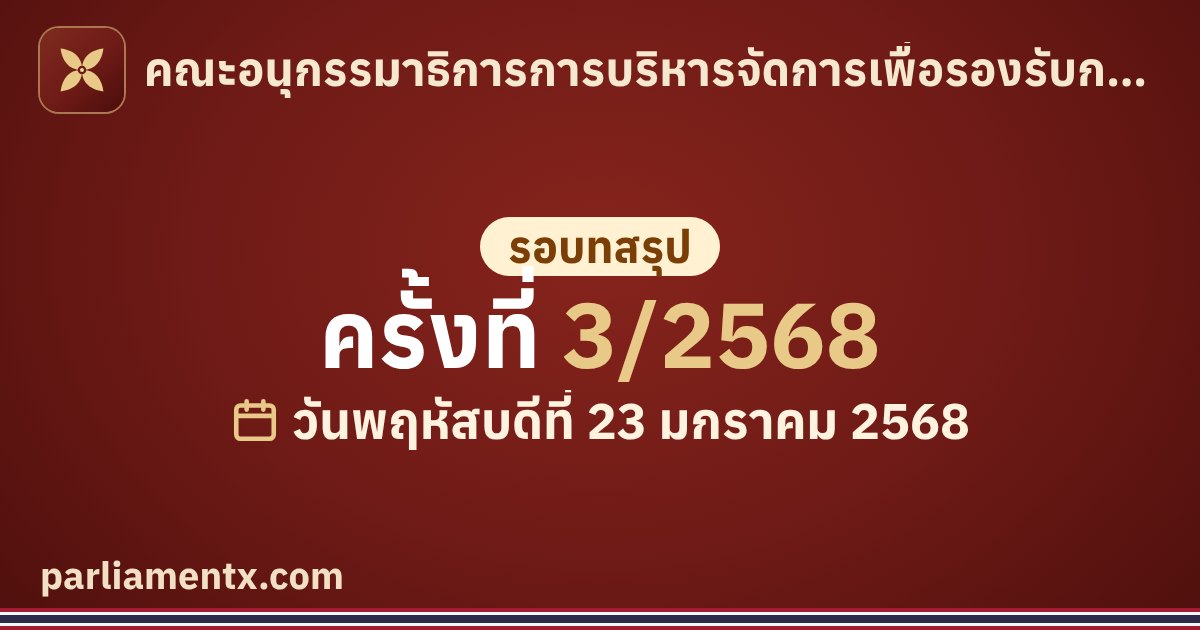 คณะอนุกรรมาธิการการบริหารจัดการเพื่อรองรับก...
รอบทสรุป
ครั้งที่ 3/2568
วันพฤหัสบดีที่ 23 มกราคม 2568
parliamentx.com